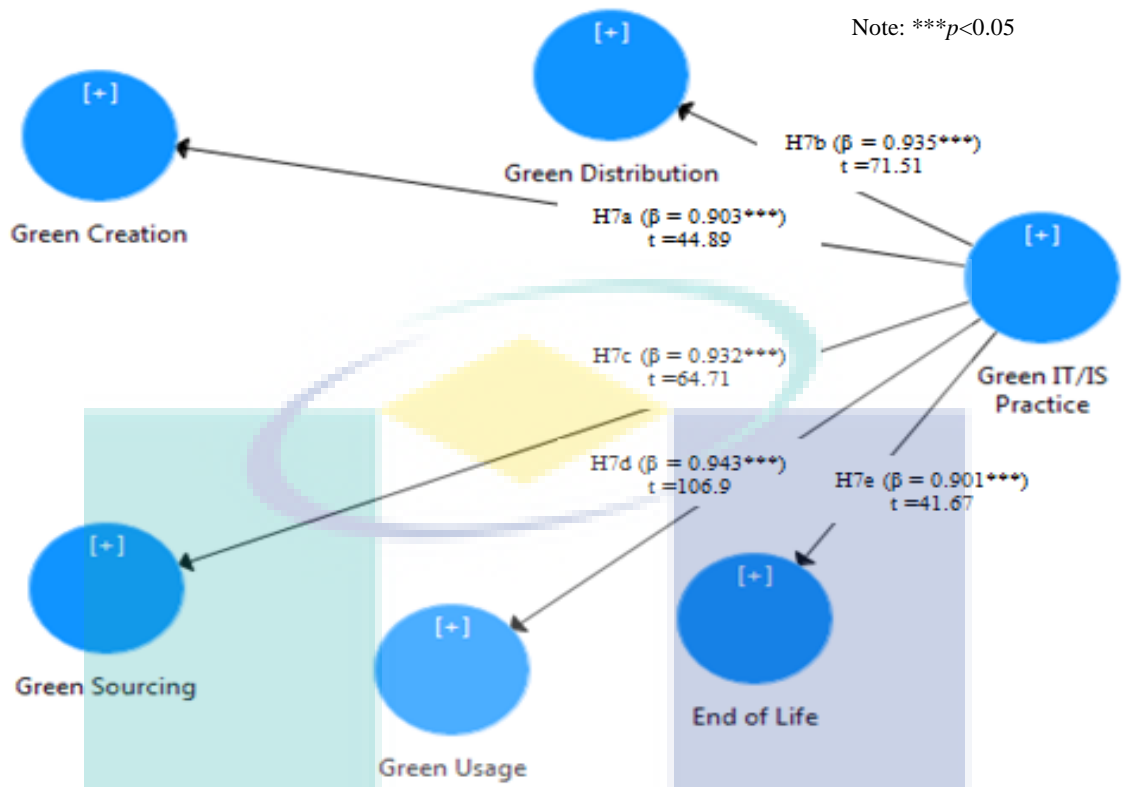 [+]
Note: ***p<0.05
[+]
H7b (β = 0.935***)
t =71.51
Green Distribution
Green Creation
H7a (β = 0.903***)
t =44.89
[+]
H7c (β = 0.932***)
t =64.71
Green IT/IS
Practice
H7d (β = 0.943***)
t =106.9
H7e (β = 0.901***)
t =41.67
[+]
Green Sourcing
[+]
Green Usage
[+]
End of Life